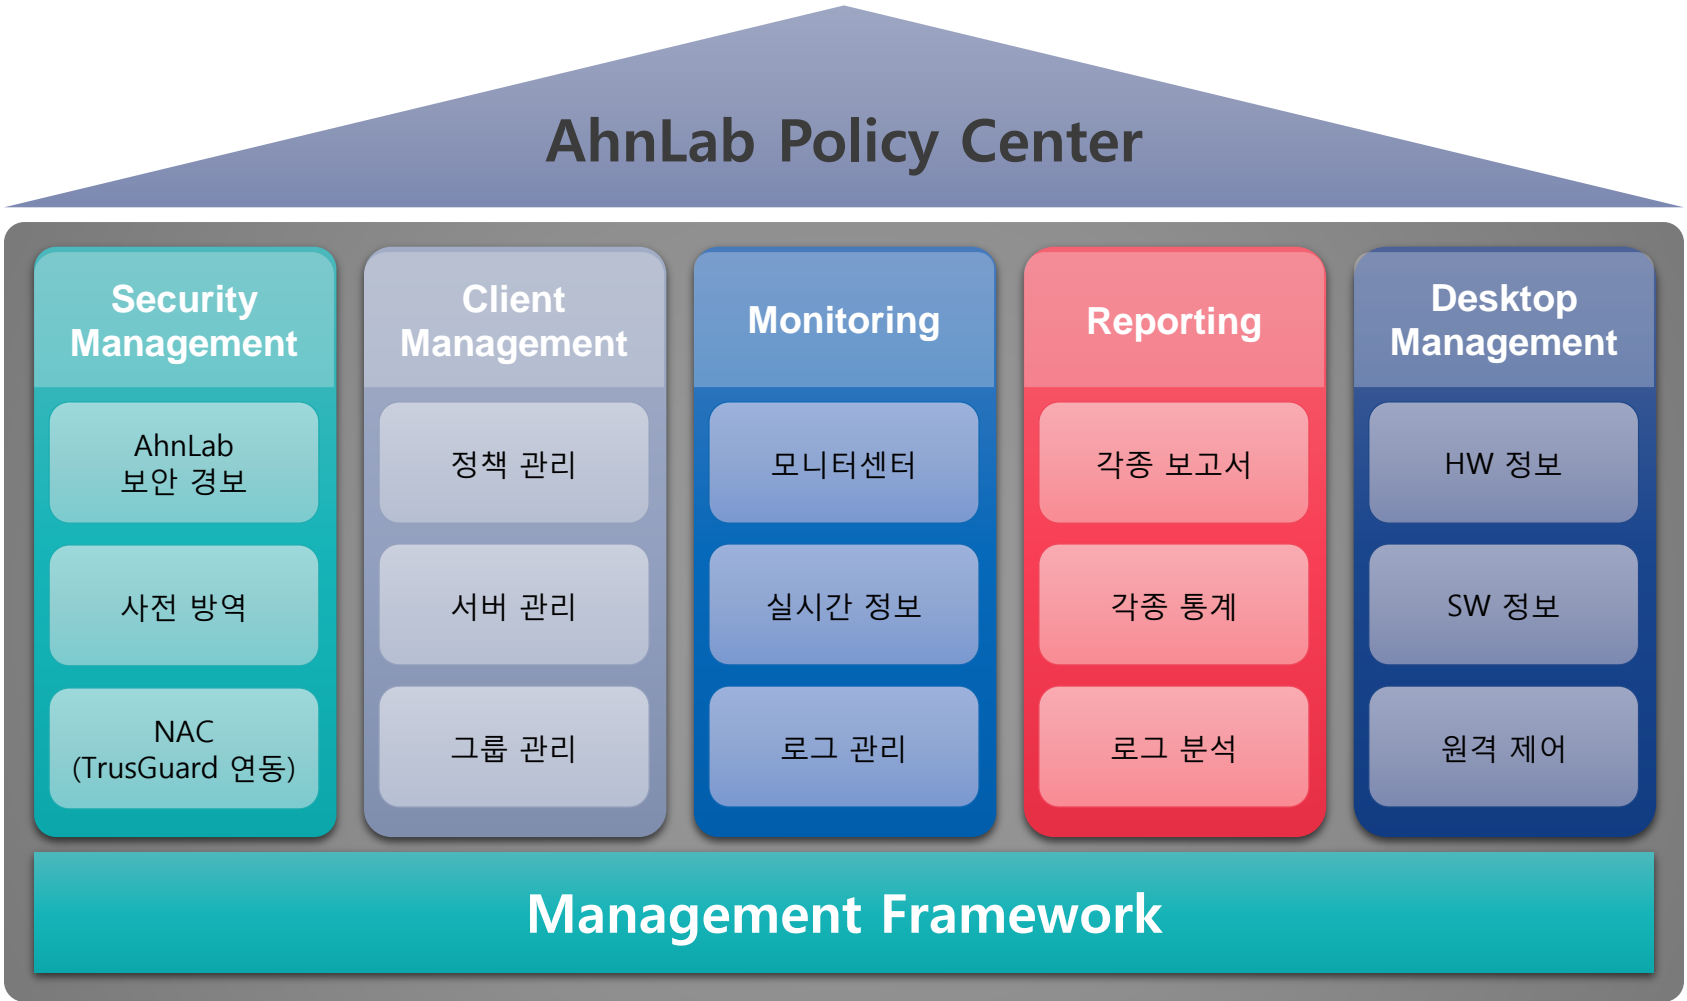 AhnLab Policy Center
Security
Management
AhnLab
보안 경보
사전 방역
NAC
(TrusGuard 연동)
Client
Management
정책 관리
서버 관리
그룹 관리
Monitoring
모니터센터
실시간 정보
로그 관리
Reporting
각종 보고서
각종 통계
로그 분석
Desktop
Management
HW 정보
SW 정보
원격 제어
Management Framework